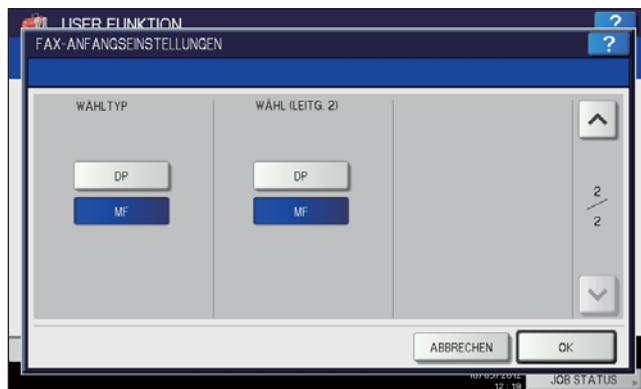 USER FUNKTION
?
FAX-ANFANGSEINSTELLUNGEN
?
WÄHLTYP
WÄHL (LEITG. 2)
DP
DP
MF
MF
2
2
ABBRECHEN
OK
12 : 19
JOB STATUS